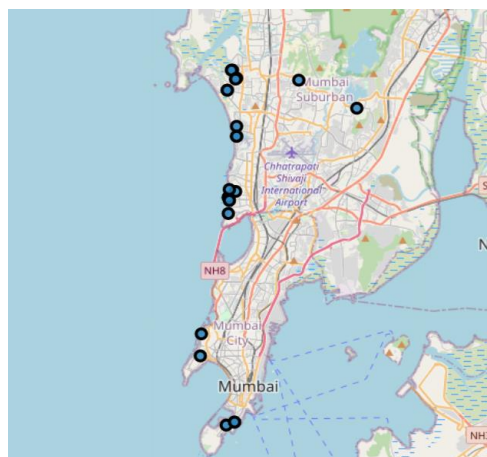 Mumbai
Suburban
Chhatrapati
Shivaji
International
Airport
NH8
Mumbai
City
Mumbai